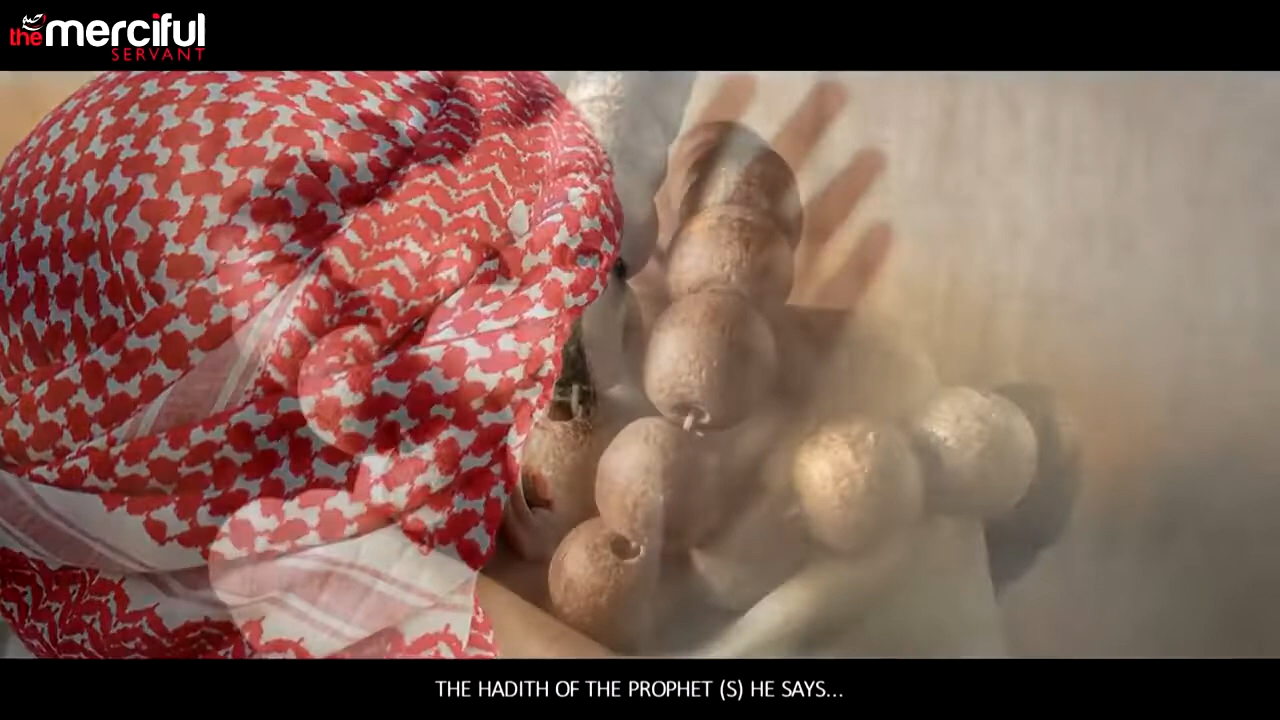 the merciful
SERVANT
THE HADITH OF THE PROPHET (S) HE SAYS...